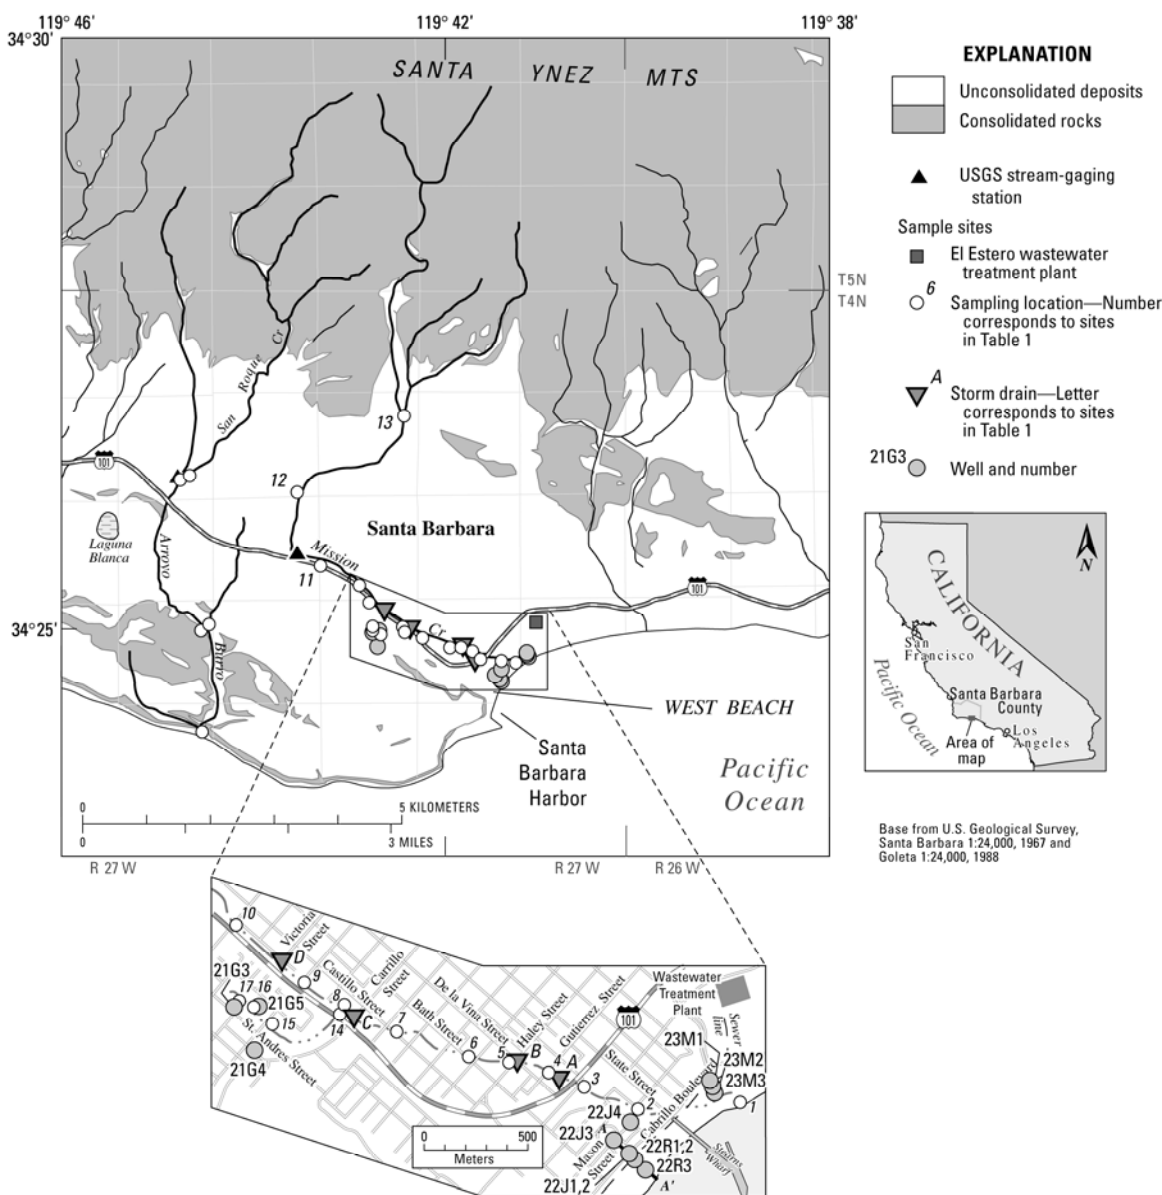 119° 46'
119° 42'
119° 38'
34° 30'
SANTA YNEZ MTS
T5N
T4N
San Roque Cr
13
12
101
Santa Barbara
Laguna
Blanca
Arroyo
Mission
11
101
34° 25'
Cr
Burro
WEST BEACH
Santa
Barbara
Harbor
Pacific
Ocean
0 5 KILOMETERS
0 3 MILES
R 27 W
R 27 W
R 26 W
EXPLANATION
Unconsolidated deposits
Consolidated rocks
USGS stream-gaging
station
Sample sites
El Estero wastewater
treatment plant
6
Sampling location—Number
corresponds to sites
in Table 1
A
Storm drain—Letter
corresponds to sites
in Table 1
21G3
Well and number
N
CALIFORNIA
San
Francisco
Pacific Ocean
Santa Barbara
County
Los
Angeles
Area of
map
Base from U.S. Geological Survey,
Santa Barbara 1:24,000, 1967 and
Goleta 1:24,000, 1988
10
Victoria
Street
D
9
Castillo Street
Carrillo
Street
21G3
17 16
21G5
15
St. Andres Street
21G4
8
14
C
7
Bath Street
De la Vina Street
6
5
B
Haley Street
4
A
Gutierrez Street
101
3
State Street
Wastewater
Treatment
Plant
Sewer
line
23M1
23M2
23M3
1
2
Cabrillo Boulevard
22J4
22J3
A
Mason
Street
22R1,2
22R3
22J1,2
A'
Stearns
Wharf
0 500
Meters